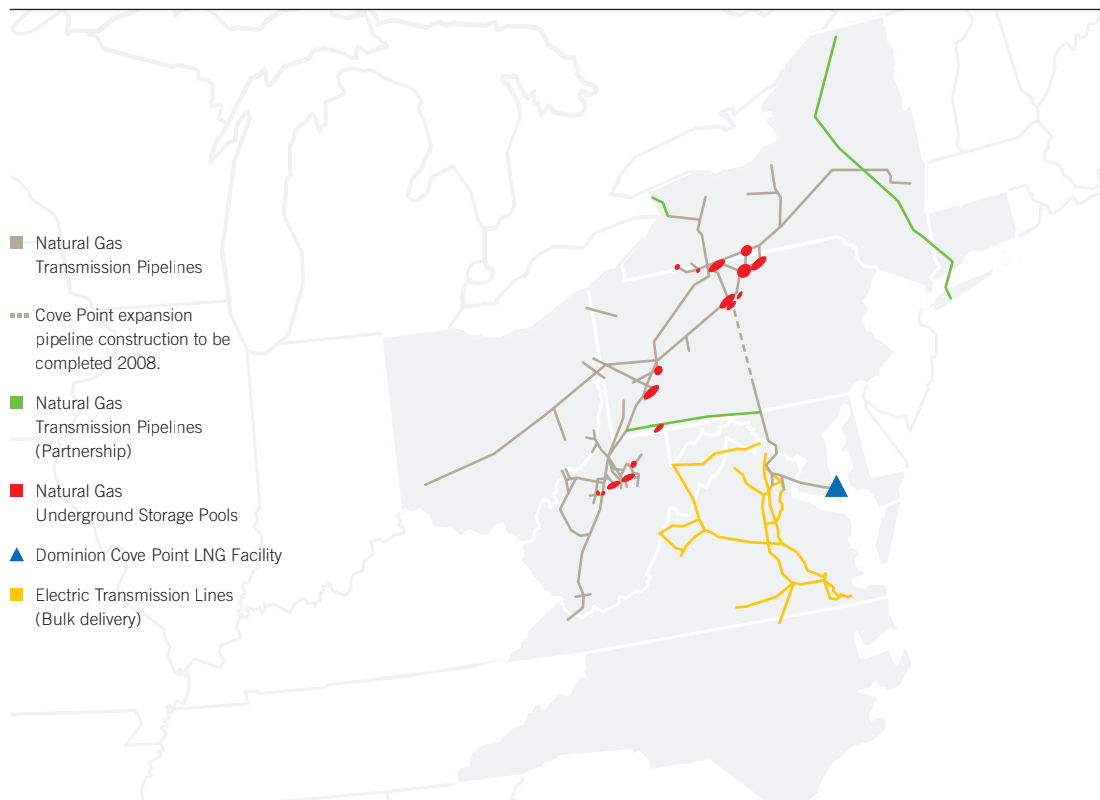 Natural Gas
Transmission Pipelines
Cove Point expansion
pipeline construction to be
completed 2008.
Natural Gas
Transmission Pipelines
(Partnership)
Natural Gas
Underground Storage Pools
Dominion Cove Point LNG Facility
Electric Transmission Lines
(Bulk delivery)